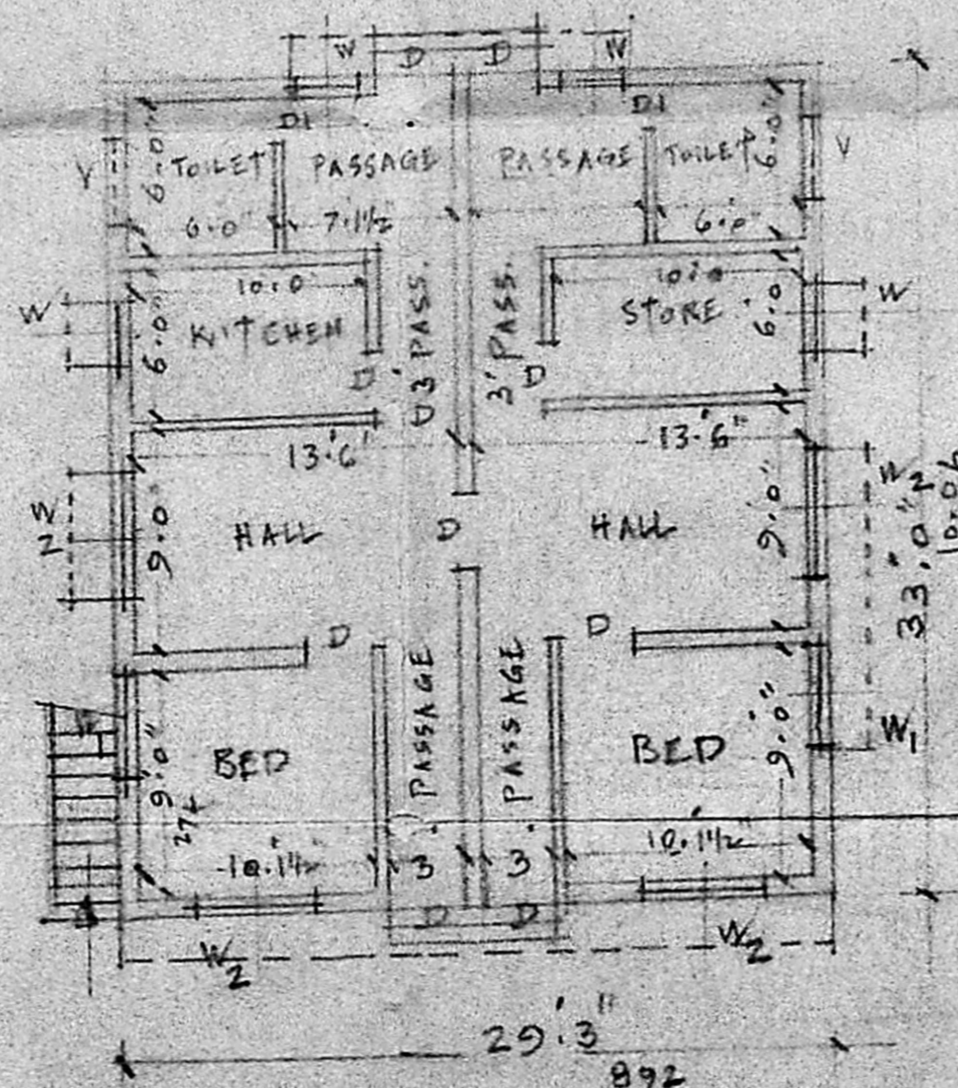 W D D W
D1 D1
V 6.0" TOILET PASSAGE PASSAGE TOILET 6.0" V
6.0" 7.1½" 6.0"
10.0 10.0
W 6.0" KITCHEN 3' PASS. 3' PASS. STORE 6.0 W
D D
13'.6" 13'.6"
W2 9.0 HALL D HALL 9.0" W2
33'.0"
D D
9'.0" BED PASSAGE PASSAGE BED 9.0" W1
10.1½" 3 3 10.1½"
D D
W2 W2
29'.3"
892